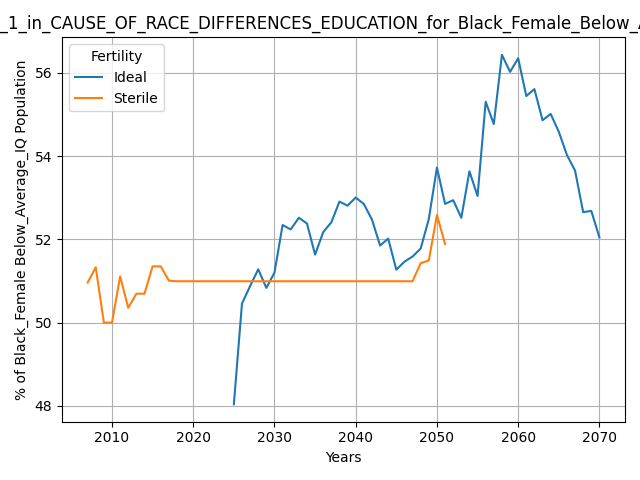 _1_in_CAUSE_OF_RACE_DIFFERENCES_EDUCATION_for_Black_Female_Below_
Fertility
Ideal
Sterile
% of Black_Female Below_Average_IQ Population
56
54
52
50
48
2010 2020 2030 2040 2050 2060 2070
Years